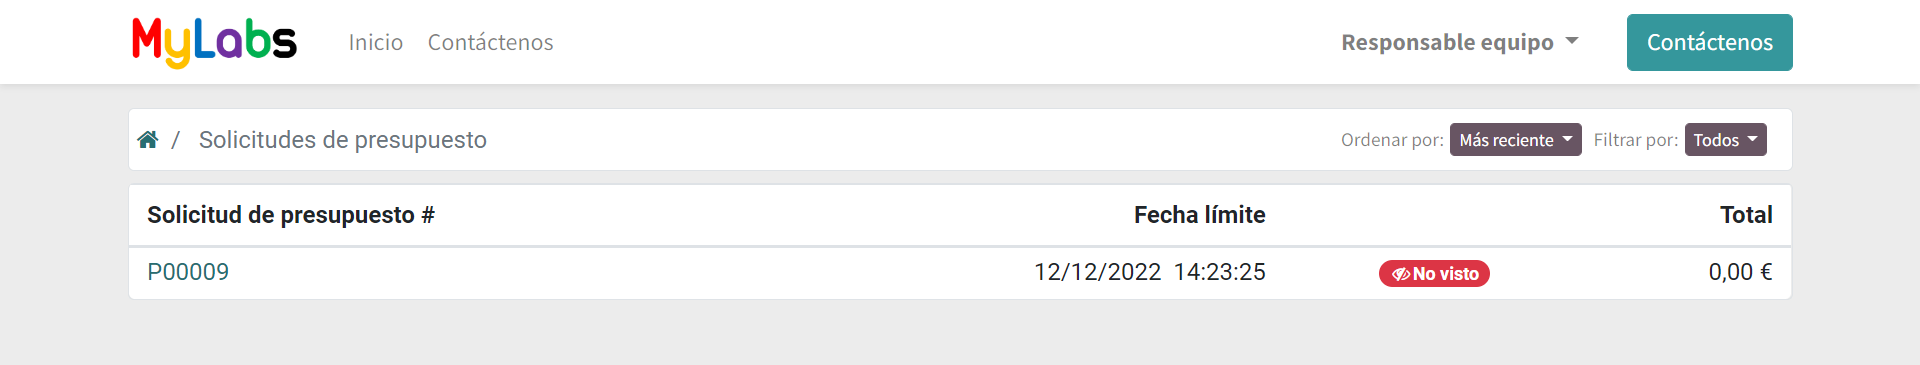 MyLabs Inicio Contáctenos Responsable equipo Contáctenos
/ Solicitudes de presupuesto Ordenar por: Más reciente Filtrar por: Todos
Solicitud de presupuesto # Fecha límite Total
P00009 12/12/2022 14:23:25 No visto 0,00 €